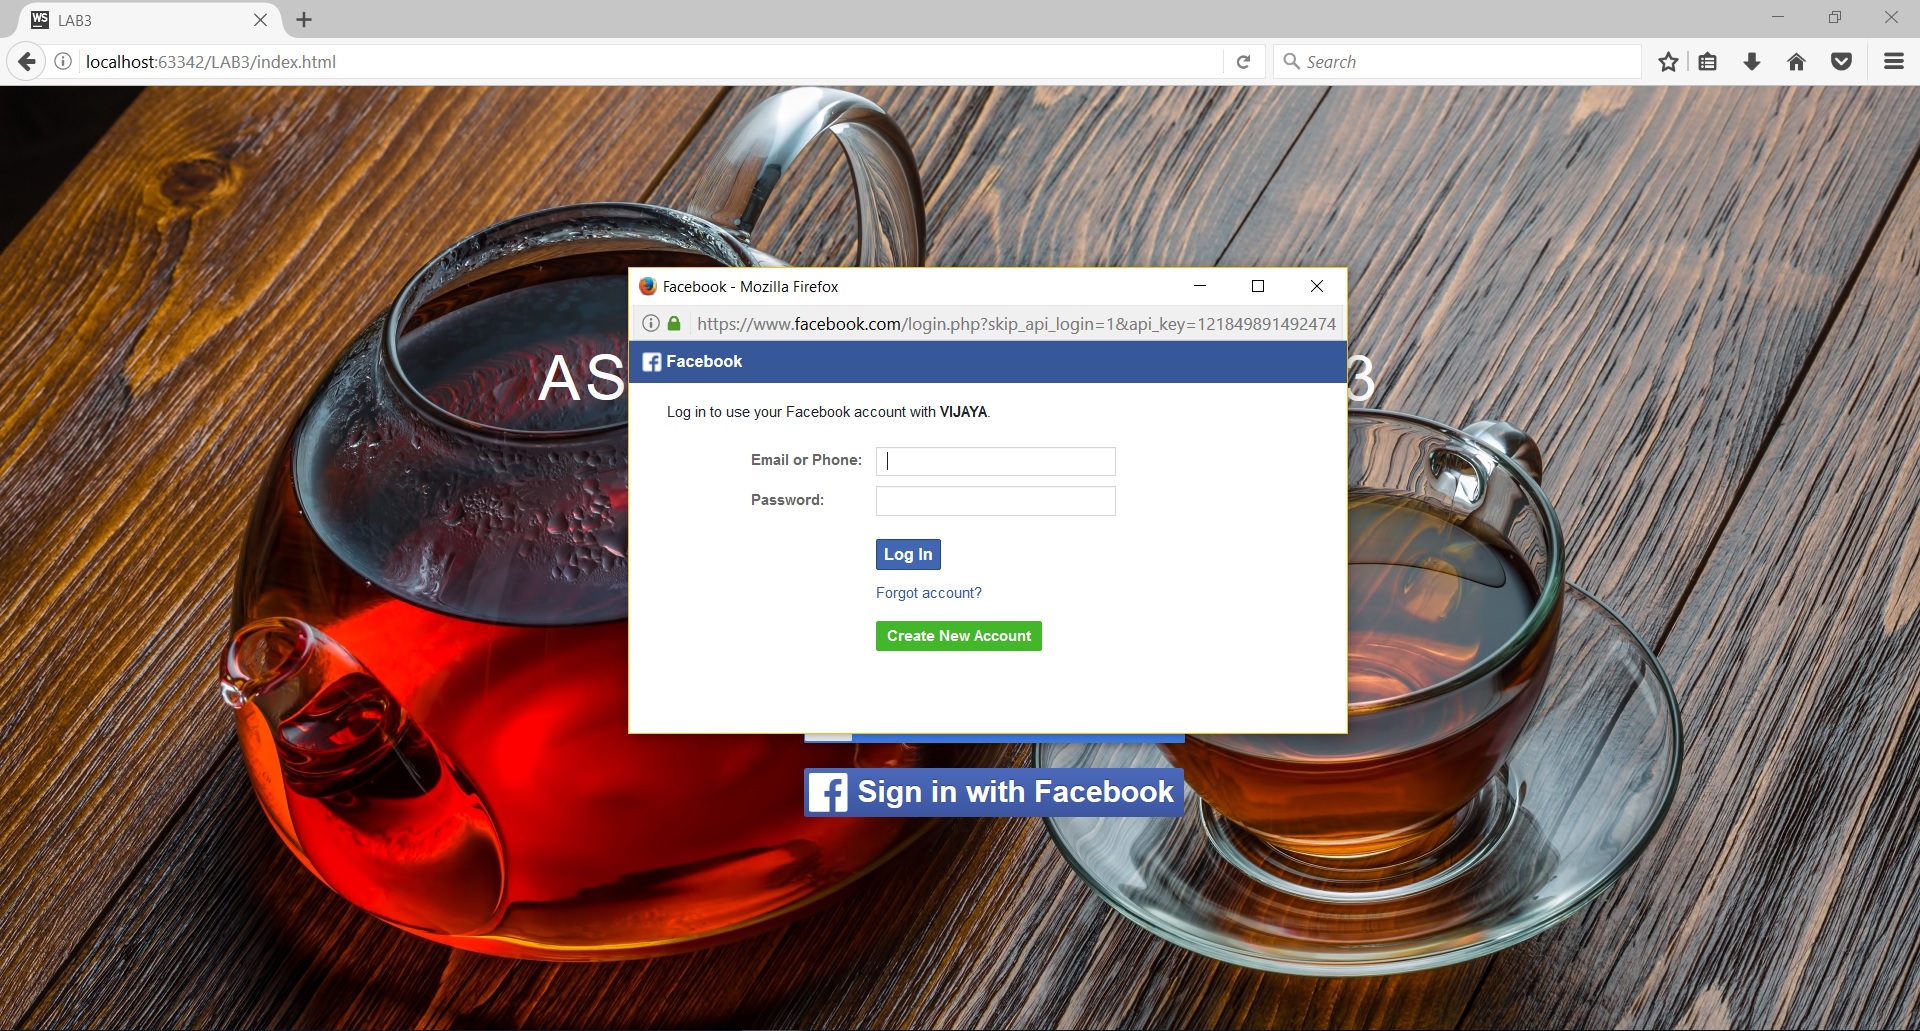 LAB3
localhost:63342/LAB3/index.html
Search
Facebook - Mozilla Firefox
https://www.facebook.com/login.php?skip_api_login=1&api_key=121849891492474
Facebook
AS
3
Log in to use your Facebook account with VIJAYA.
Email or Phone:
Password:
Log In
Forgot account?
Create New Account
Sign in with Facebook